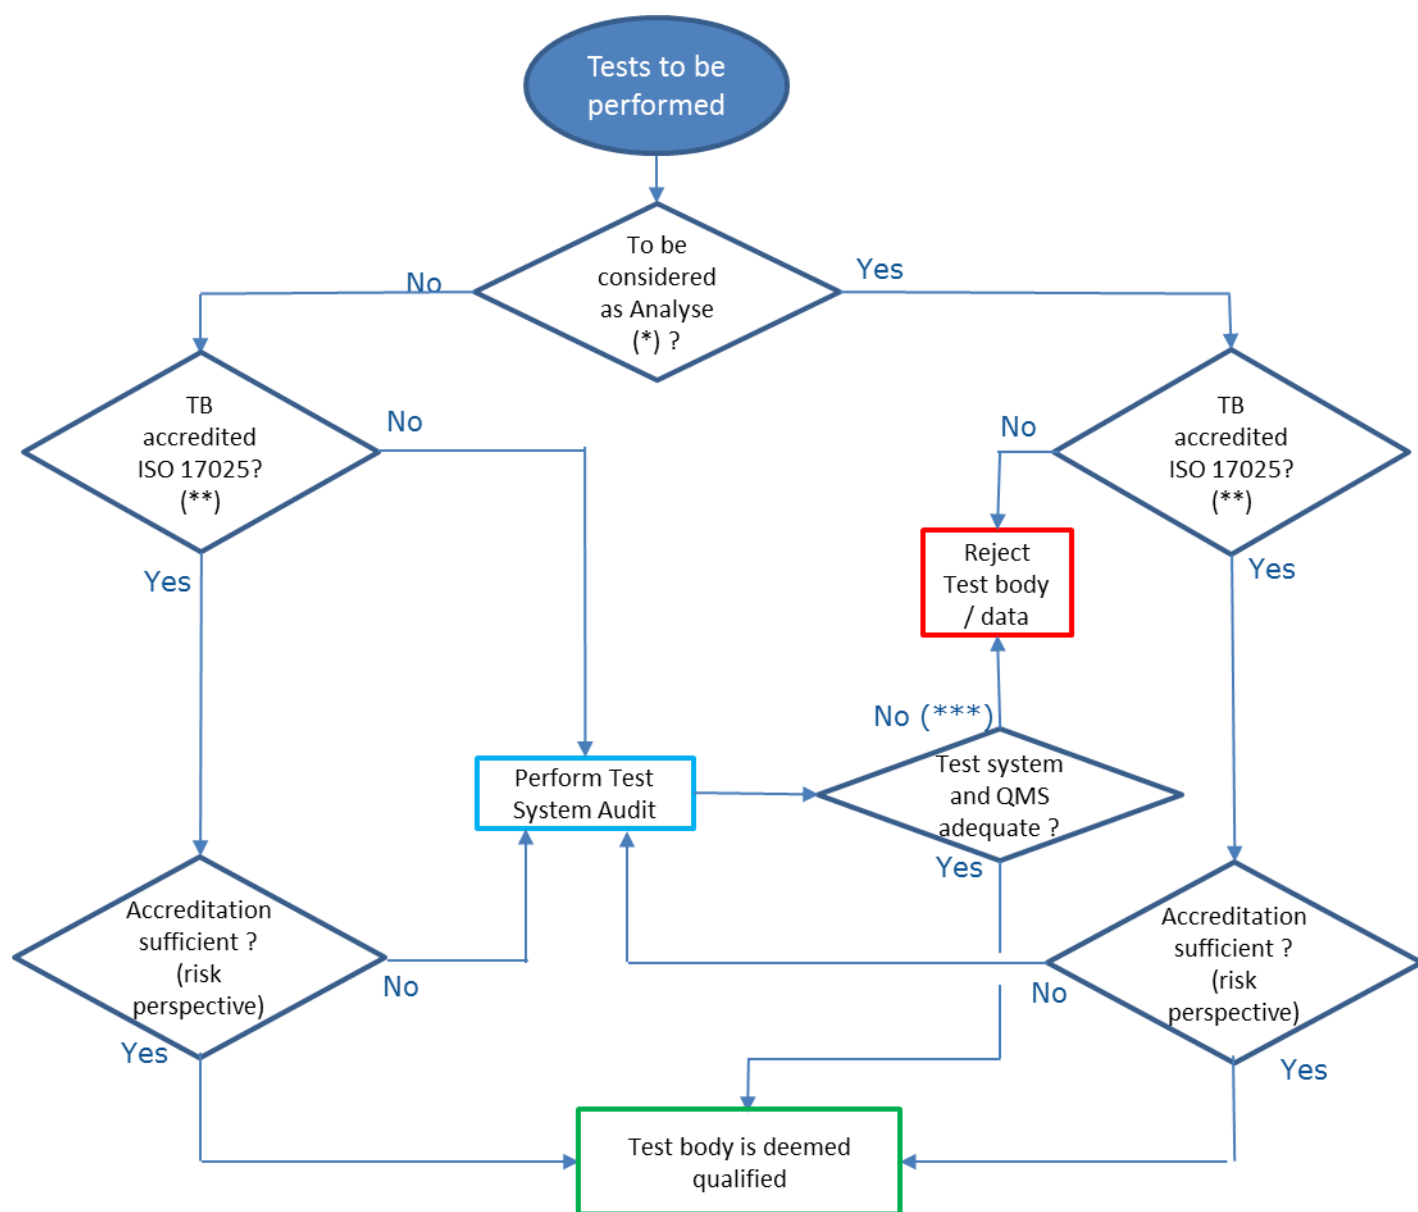 Tests to be
performed
To be
considered
as Analyse
(*) ?
No
Yes
TB
accredited
ISO 17025?
(**)
No
Yes
TB
accredited
ISO 17025?
(**)
No
Yes
Reject
Test body
/ data
No (***)
Perform Test
System Audit
Test system
and QMS
adequate ?
Yes
Accreditation
sufficient ?
(risk
perspective)
No
Yes
Accreditation
sufficient ?
(risk
perspective)
No
Yes
Test body is deemed
qualified